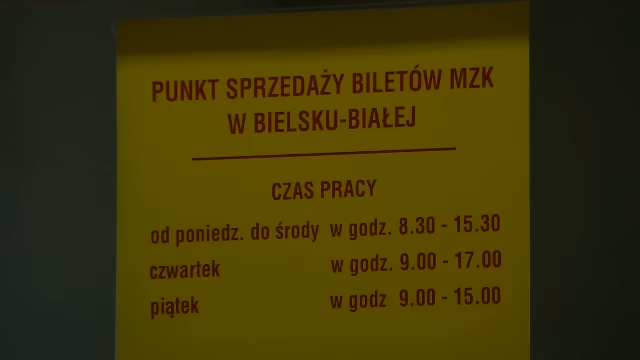 PUNKT SPRZEDAŻY BILETÓW MZK
W BIELSKU-BIAŁEJ
CZAS PRACY
od poniedz. do środy w godz. 8.30 - 15.30
czwartek w godz. 9.00 - 17.00
piątek w godz 9.00 - 15.00